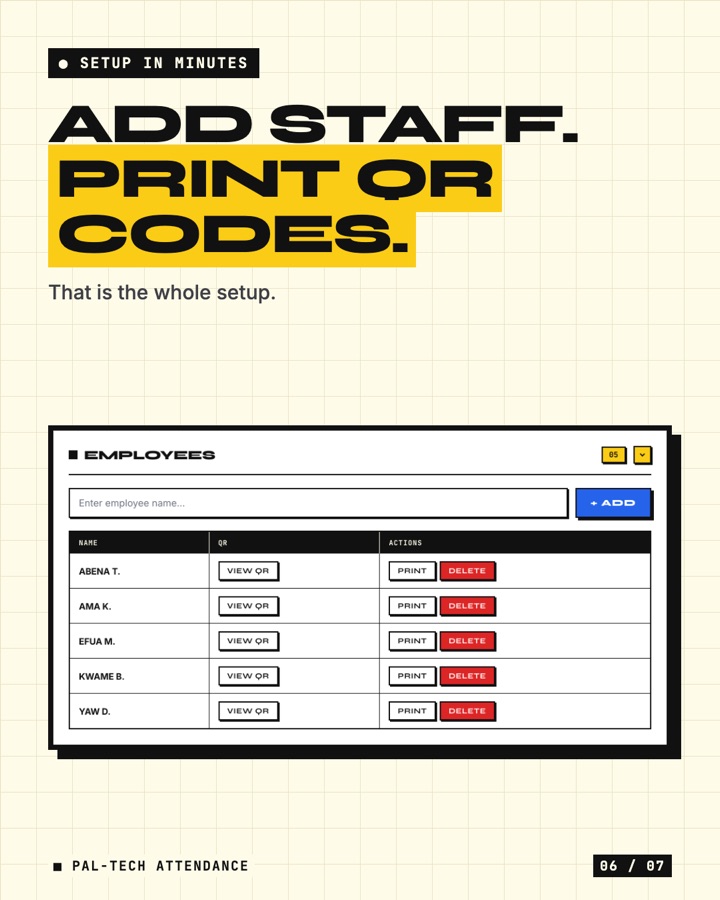 ● SETUP IN MINUTES
ADD STAFF.
PRINT QR
CODES.
That is the whole setup.
■ EMPLOYEES 05
Enter employee name... + ADD
NAME QR ACTIONS
ABENA T. VIEW QR PRINT DELETE
AMA K. VIEW QR PRINT DELETE
EFUA M. VIEW QR PRINT DELETE
KWAME B. VIEW QR PRINT DELETE
YAW D. VIEW QR PRINT DELETE
■ PAL-TECH ATTENDANCE 06 / 07